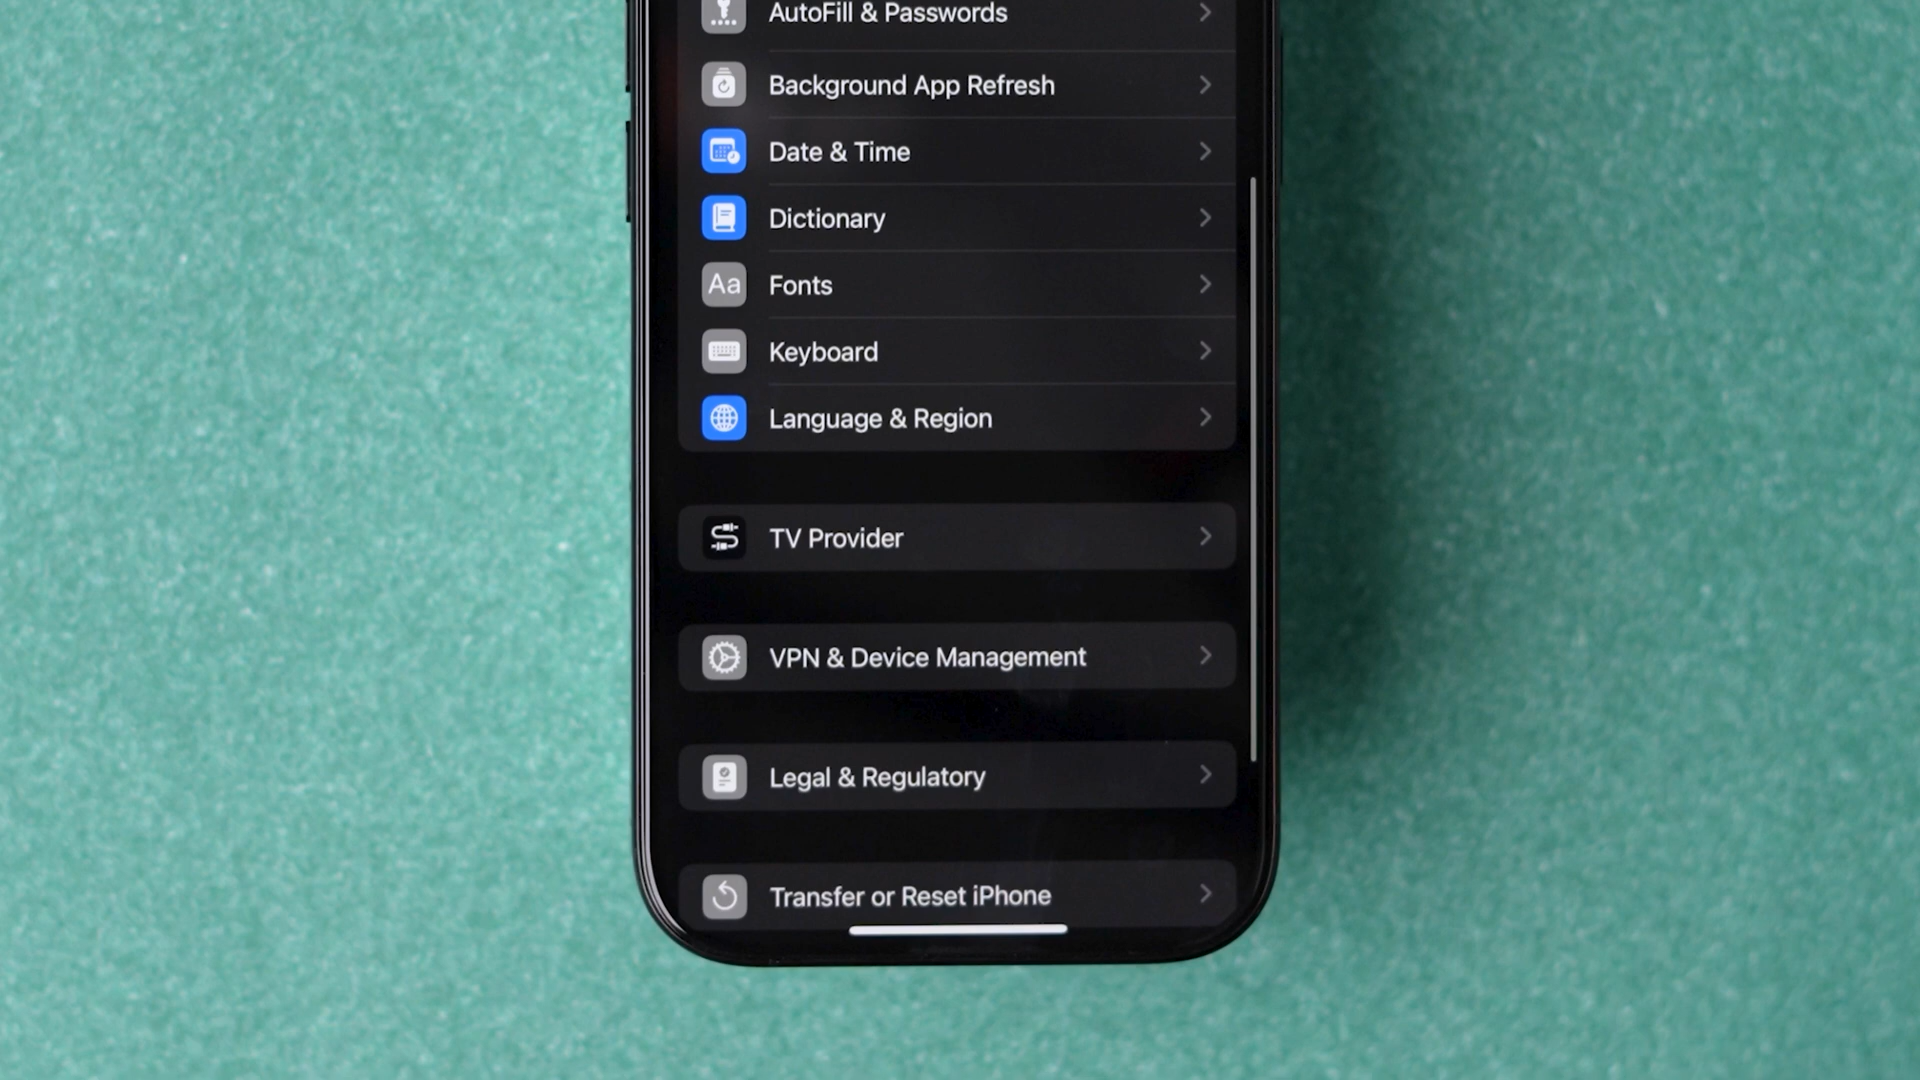 AutoFill & Passwords
Background App Refresh
Date & Time
Dictionary
Aa Fonts
Keyboard
Language & Region
TV Provider
VPN & Device Management
Legal & Regulatory
Transfer or Reset iPhone